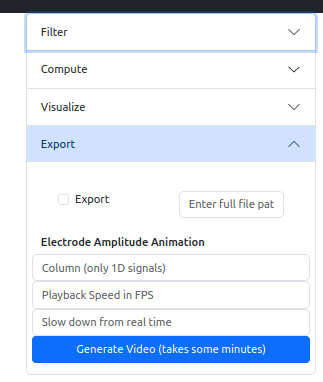 Filter
Compute
Visualize
Export
Export
Enter full file pat
Electrode Amplitude Animation
Column (only 1D signals)
Playback Speed in FPS
Slow down from real time
Generate Video (takes some minutes)